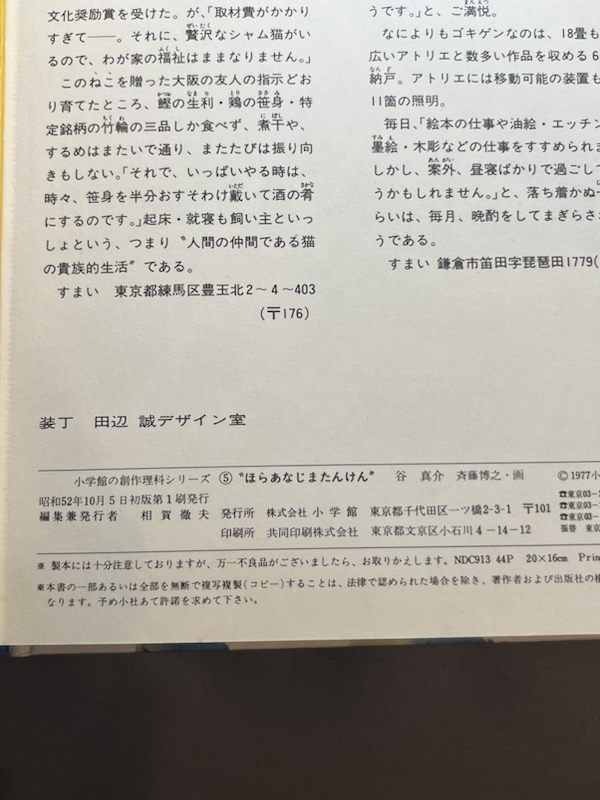 文化奨励賞を受けた。が、「取材費がかかり
すぎて――。それに、贅沢なシャム猫がい
るので、わが家の福祉はままなりません。」
このねこを贈った大阪の友人の指示どお
り育てたところ、鰹の生利・鶏の笹身・特
定銘柄の竹輪の三品しか食べず、煮干や、
するめはまたいで通り、またたびは振り向
きもしない。「それで、いっぱいやる時は、
時々、笹身を半分おすそわけ戴いて酒の肴
にするのです。」起床・就寝も飼い主といっ
しょという、つまり〝人間の仲間である猫
の貴族的生活〟である。
すまい 東京都練馬区豊玉北2～4～403
(〒176)
うです。」と、ご満悦。
なによりもゴキゲンなのは、18畳も
広いアトリエと数多い作品を収める6
納戸。アトリエには移動可能の装置も
11箇の照明。
毎日、「絵本の仕事や油絵・エッチン
墨絵・木彫などの仕事をすすめられま
しかし、案外、昼寝ばかりで過ごして
うかもしれません。」と、落ち着かぬ
らいは、毎月、晩酌をしてまぎらさ
うである。
すまい 鎌倉市笛田字琵琶田1779(
装丁 田辺 誠デザイン室
小学館の創作理科シリーズ ⑤〝ほらあなじまたんけん〟 谷 真介 斉藤博之・画 ©1977小
昭和52年10月5日初版第1刷発行
編集兼発行者 相賀徹夫 発行所 株式会社 小学館 東京都千代田区一ツ橋2-3-1 〒101
印刷所 共同印刷株式会社 東京都文京区小石川4-14-12
☎東京03-
☎東京03-
☎東京03-
振替 東京
※ 製本には十分注意しておりますが、万一不良品がございましたら、お取りかえします。NDC913 44P 20×16cm Prin
※本書の一部あるいは全部を無断で複写複製(コピー)することは、法律で認められた場合を除き、著作者および出版社の権
なります。予め小社あて許諾を求めて下さい。